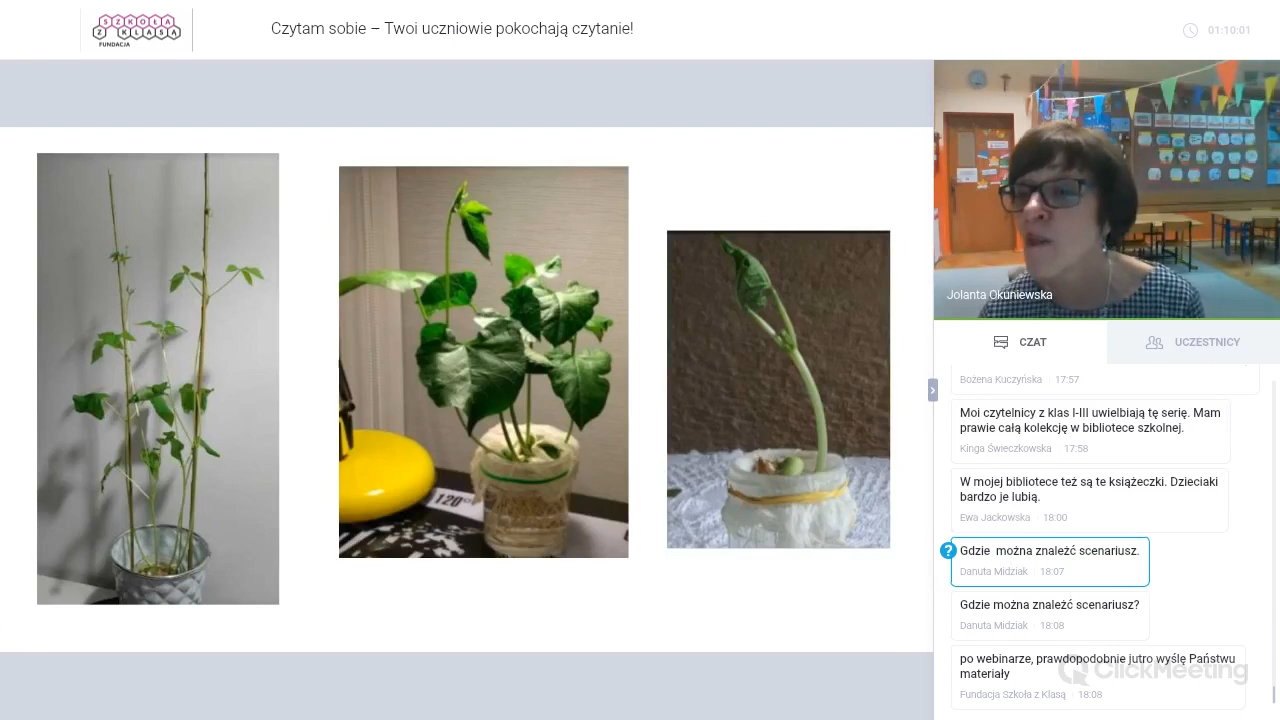 SZKOŁA
Z KLASĄ
FUNDACJA
Czytam sobie – Twoi uczniowie pokochają czytanie!
01:10:01
120°
Jolanta Okuniewska
CZAT
UCZESTNICY
Bożena Kuczyńska 17:57
Moi czytelnicy z klas I-III uwielbiają tę serię. Mam
prawie całą kolekcję w bibliotece szkolnej.
Kinga Świeczkowska 17:58
W mojej bibliotece też są te książeczki. Dzieciaki
bardzo je lubią.
Ewa Jackowska 18:00
? Gdzie można znaleźć scenariusz.
Danuta Midziak 18:07
Gdzie można znaleźć scenariusz?
Danuta Midziak 18:08
po webinarze, prawdopodobnie jutro wyślę Państwu
materiały
Fundacja Szkoła z Klasą 18:08
ClickMeeting